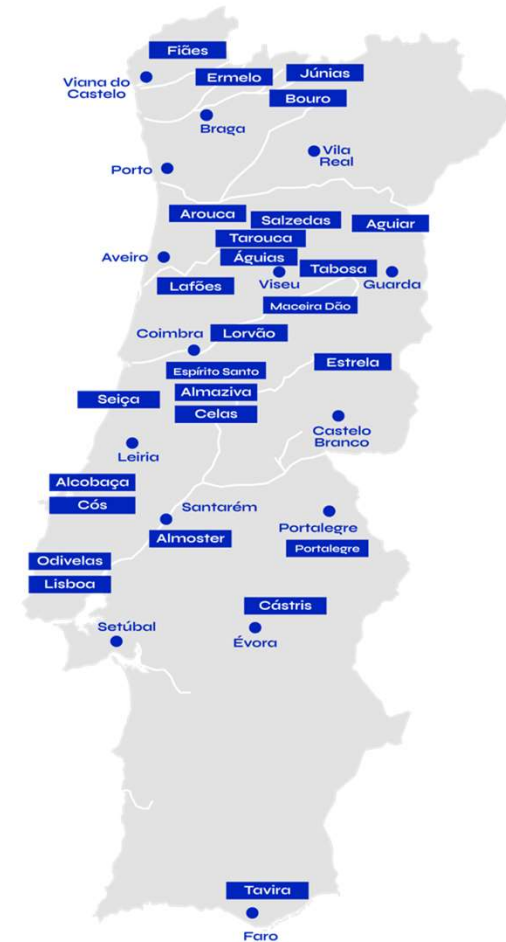 Fiães
Viana do
Castelo
Ermelo
Júnias
Bouro
Braga
Vila
Real
Porto
Arouca
Salzedas
Aguiar
Tarouca
Aveiro
Águias
Tabosa
Viseu
Guarda
Lafões
Maceira Dão
Coimbra
Lorvão
Espírito Santo
Estrela
Almaziva
Seiça
Celas
Castelo
Branco
Leiria
Alcobaça
Cós
Santarém
Portalegre
Almoster
Portalegre
Odivelas
Lisboa
Cástris
Setúbal
Évora
Tavira
Faro